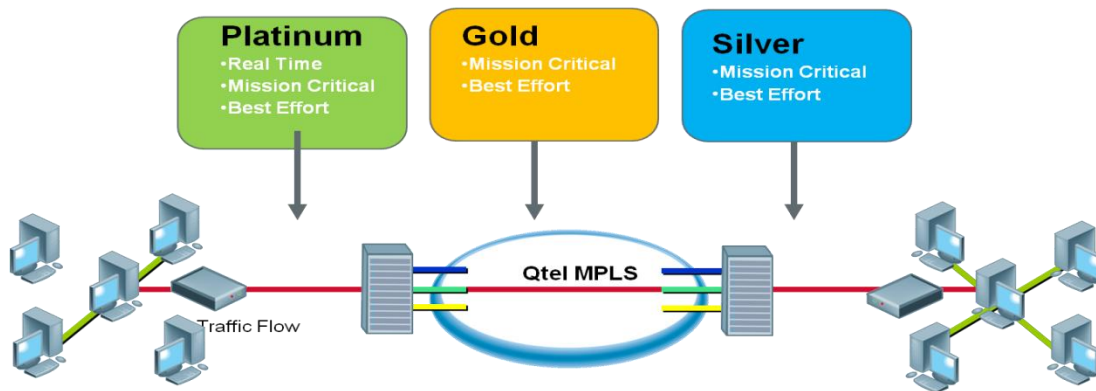 Platinum
•Real Time
•Mission Critical
•Best Effort
Gold
•Mission Critical
•Best Effort
Silver
•Mission Critical
•Best Effort
Qtel MPLS
Traffic Flow